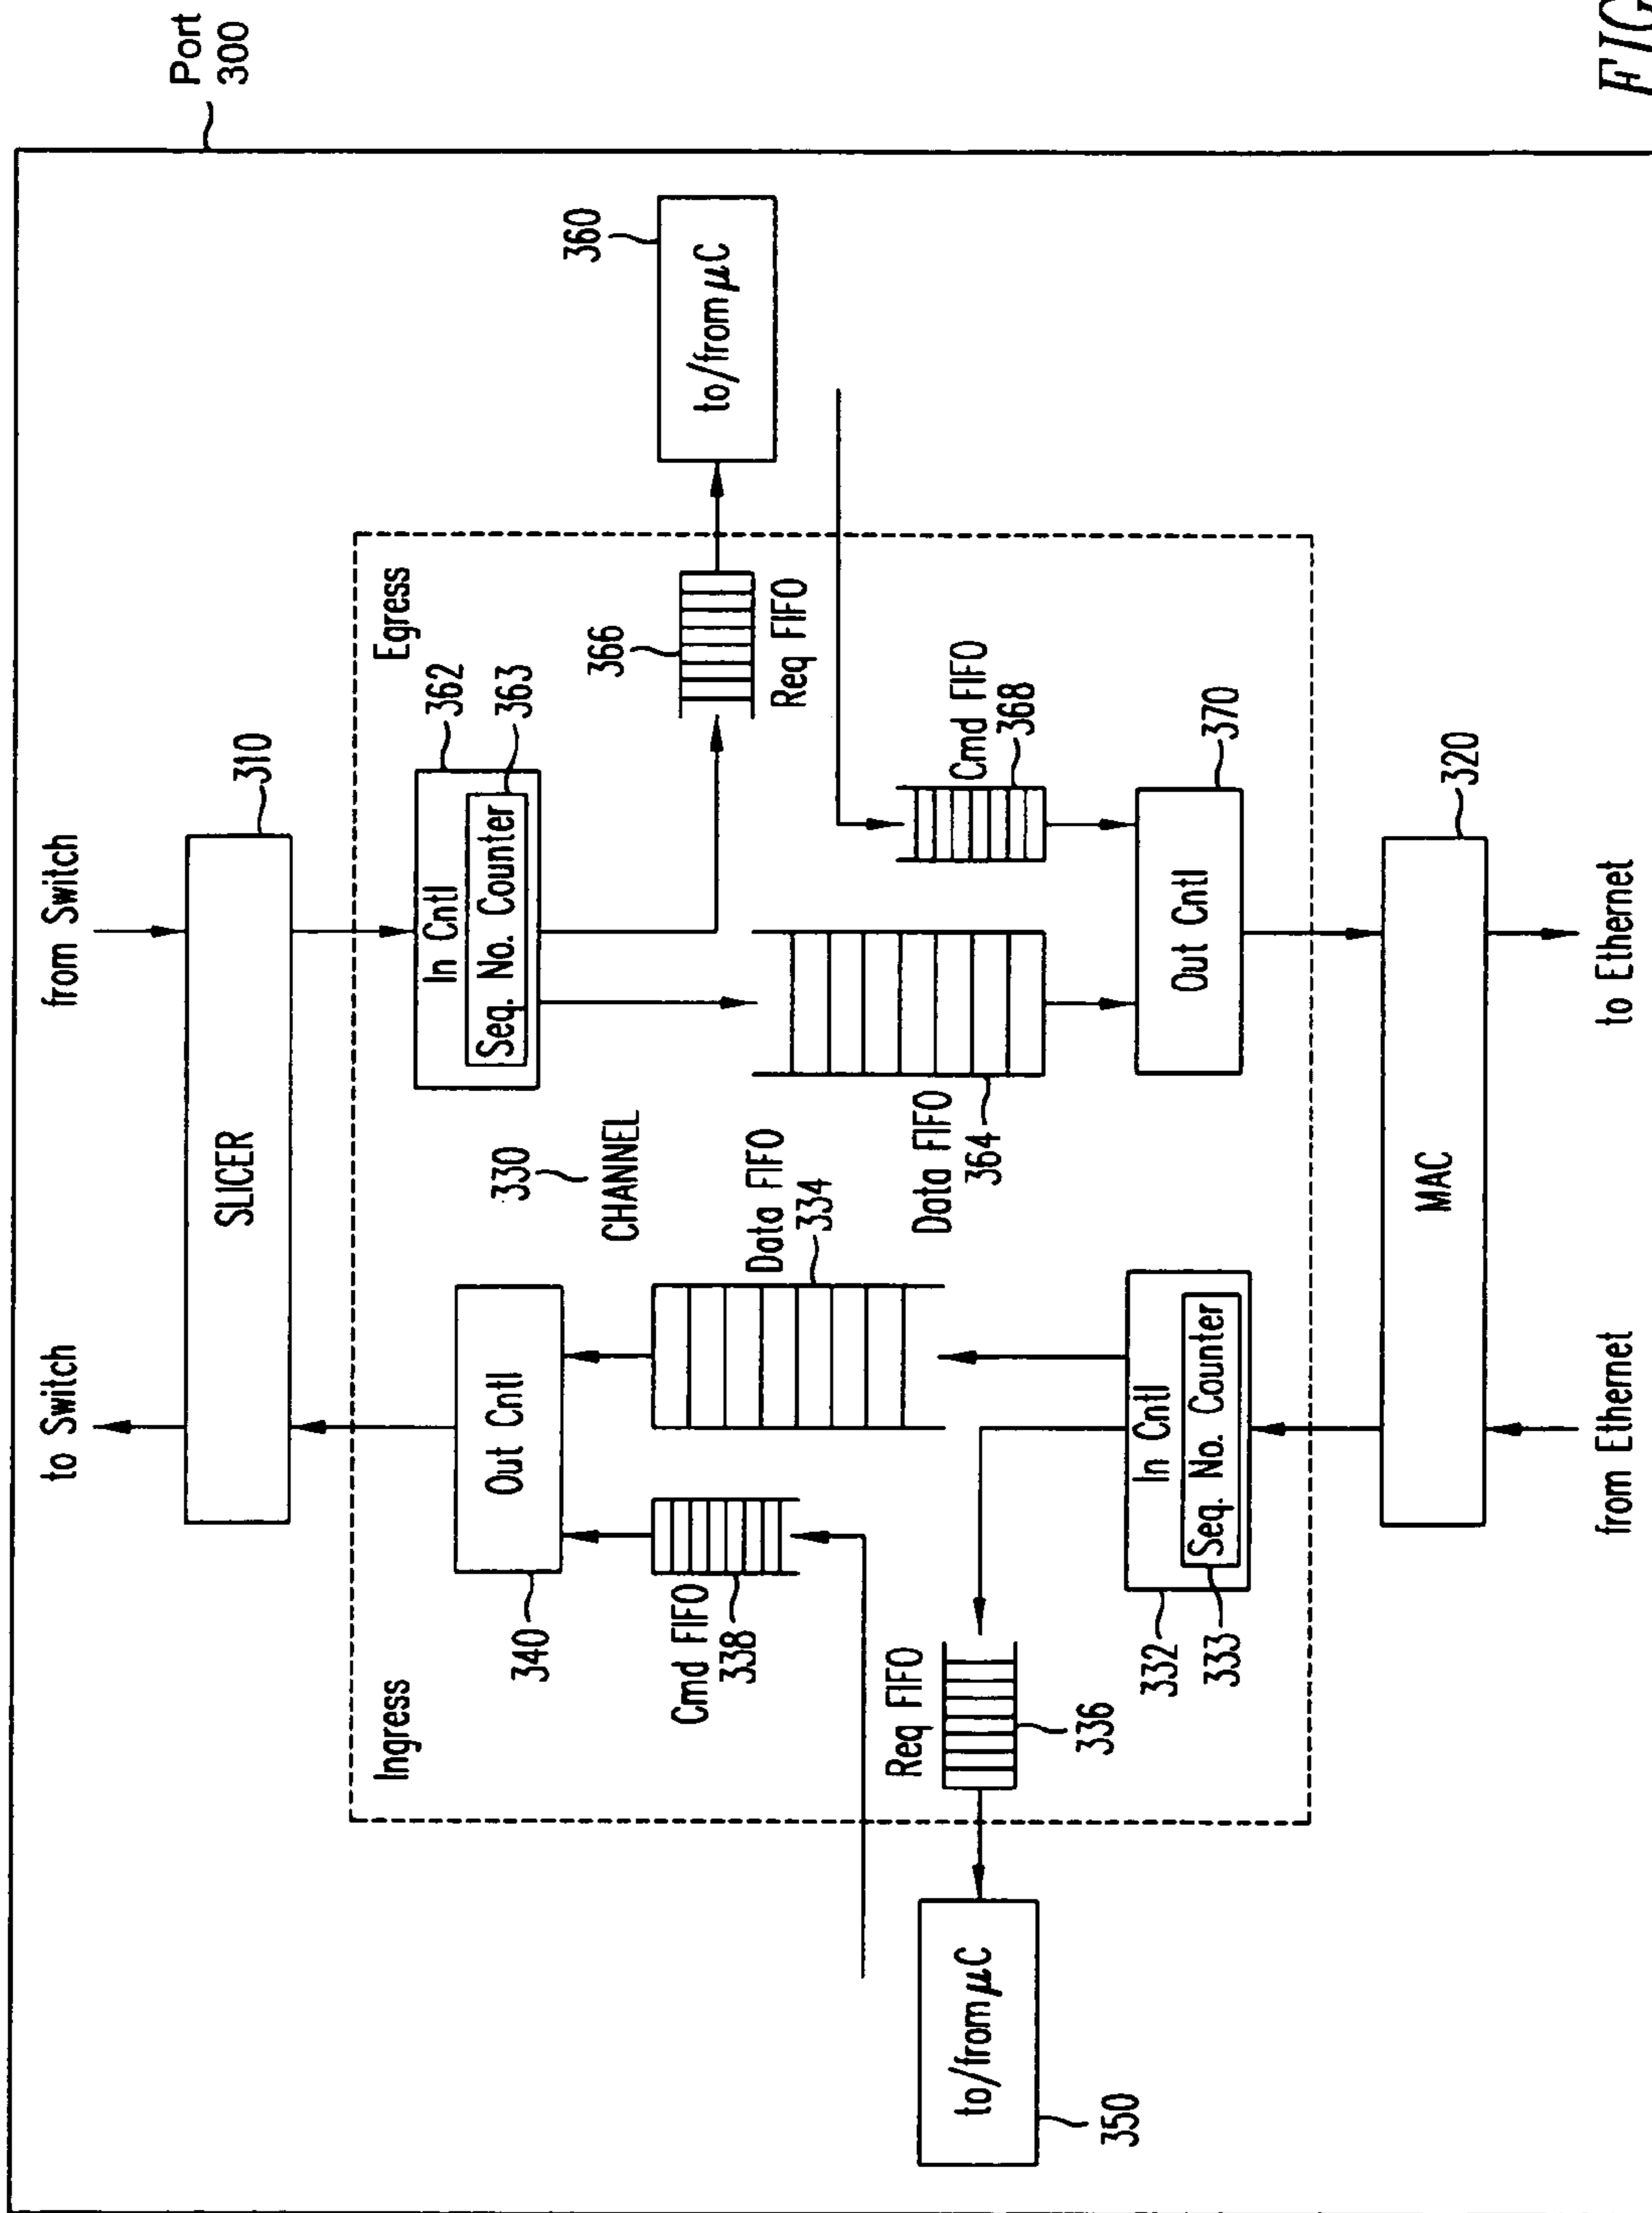 Port
300
to Switch
from Switch
SLICER
310
Ingress
Egress
In Cntl
Seq. No. Counter
362
363
Out Cntl
340
330
CHANNEL
366
Req FIFO
360
to/from μC
Cmd FIFO
338
Data FIFO
334
Data FIFO
364
Cmd FIFO
368
Req FIFO
336
350
to/from μC
In Cntl
Seq. No. Counter
332
333
Out Cntl
370
MAC
320
from Ethernet
to Ethernet
FIG